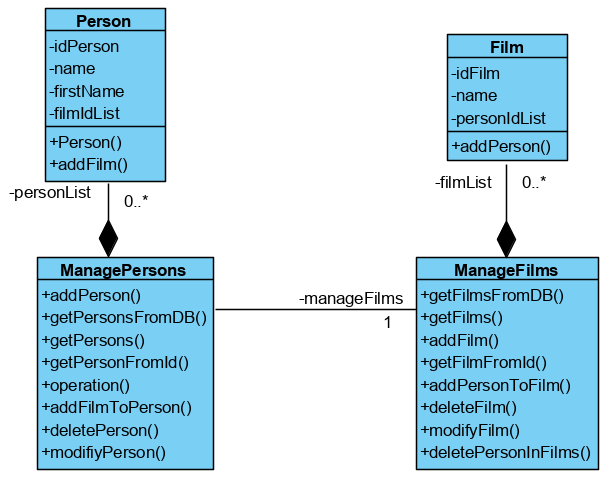 Person
-idPerson
-name
-firstName
-filmIdList
+Person()
+addFilm()
Film
-idFilm
-name
-personIdList
+addPerson()
-personList
0..*
-filmList
0..*
ManagePersons
+addPerson()
+getPersonsFromDB()
+getPersons()
+getPersonFromId()
+operation()
+addFilmToPerson()
+deletePerson()
+modifiyPerson()
-manageFilms
1
ManageFilms
+getFilmsFromDB()
+getFilms()
+addFilm()
+getFilmFromId()
+addPersonToFilm()
+deleteFilm()
+modifyFilm()
+deletePersonInFilms()